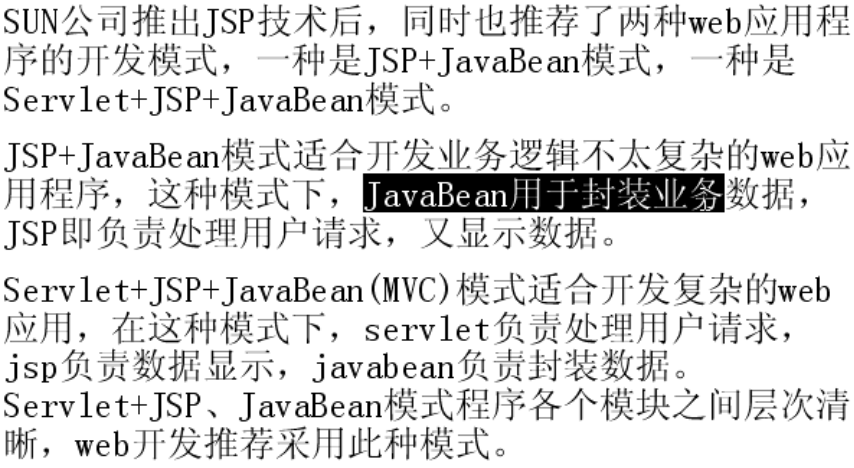 SUN公司推出JSP技术后，同时也推荐了两种web应用程
序的开发模式，一种是JSP+JavaBean模式，一种是
Servlet+JSP+JavaBean模式。
JSP+JavaBean模式适合开发业务逻辑不太复杂的web应
用程序，这种模式下，JavaBean用于封装业务数据，
JSP即负责处理用户请求，又显示数据。
Servlet+JSP+JavaBean(MVC)模式适合开发复杂的web
应用，在这种模式下，servlet负责处理用户请求，
jsp负责数据显示，javabean负责封装数据。
Servlet+JSP、JavaBean模式程序各个模块之间层次清
晰，web开发推荐采用此种模式。